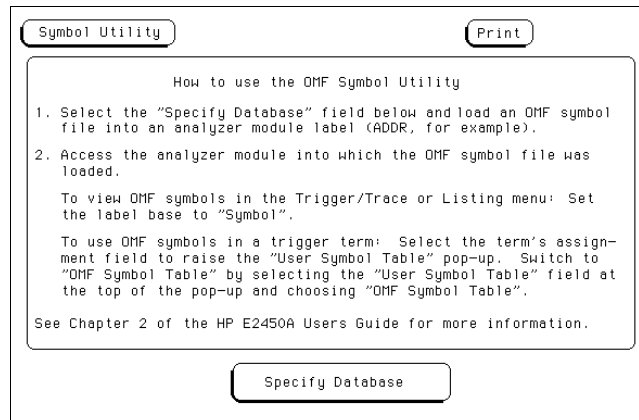 Symbol Utility
Print
How to use the OMF Symbol Utility
1. Select the "Specify Database" field below and load an OMF symbol
file into an analyzer module label (ADDR, for example).
2. Access the analyzer module into which the OMF symbol file was
loaded.
To view OMF symbols in the Trigger/Trace or Listing menu: Set
the label base to "Symbol".
To use OMF symbols in a trigger term: Select the term's assign-
ment field to raise the "User Symbol Table" pop-up. Switch to
"OMF Symbol Table" by selecting the "User Symbol Table" field at
the top of the pop-up and choosing "OMF Symbol Table".
See Chapter 2 of the HP E2450A Users Guide for more information.
Specify Database